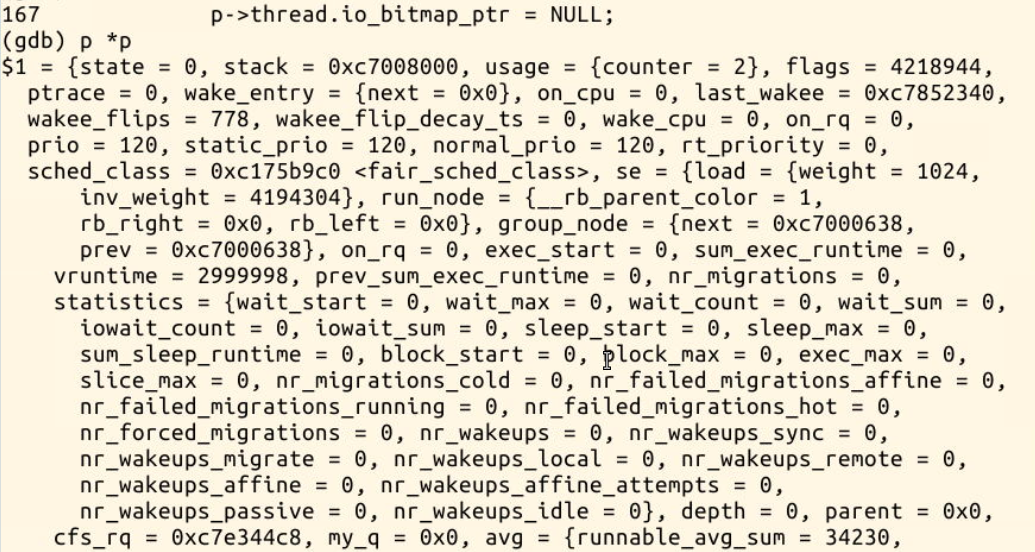 167             p->thread.io_bitmap_ptr = NULL;
(gdb) p *p
$1 = {state = 0, stack = 0xc7008000, usage = {counter = 2}, flags = 4218944,
  ptrace = 0, wake_entry = {next = 0x0}, on_cpu = 0, last_wakee = 0xc7852340,
  wakee_flips = 778, wakee_flip_decay_ts = 0, wake_cpu = 0, on_rq = 0,
  prio = 120, static_prio = 120, normal_prio = 120, rt_priority = 0,
  sched_class = 0xc175b9c0 <fair_sched_class>, se = {load = {weight = 1024,
      inv_weight = 4194304}, run_node = {__rb_parent_color = 1,
      rb_right = 0x0, rb_left = 0x0}, group_node = {next = 0xc7000638,
      prev = 0xc7000638}, on_rq = 0, exec_start = 0, sum_exec_runtime = 0,
    vruntime = 2999998, prev_sum_exec_runtime = 0, nr_migrations = 0,
    statistics = {wait_start = 0, wait_max = 0, wait_count = 0, wait_sum = 0,
      iowait_count = 0, iowait_sum = 0, sleep_start = 0, sleep_max = 0,
      sum_sleep_runtime = 0, block_start = 0, block_max = 0, exec_max = 0,
      slice_max = 0, nr_migrations_cold = 0, nr_failed_migrations_affine = 0,
      nr_failed_migrations_running = 0, nr_failed_migrations_hot = 0,
      nr_forced_migrations = 0, nr_wakeups = 0, nr_wakeups_sync = 0,
      nr_wakeups_migrate = 0, nr_wakeups_local = 0, nr_wakeups_remote = 0,
      nr_wakeups_affine = 0, nr_wakeups_affine_attempts = 0,
      nr_wakeups_passive = 0, nr_wakeups_idle = 0}, depth = 0, parent = 0x0,
    cfs_rq = 0xc7e344c8, my_q = 0x0, avg = {runnable_avg_sum = 34230,